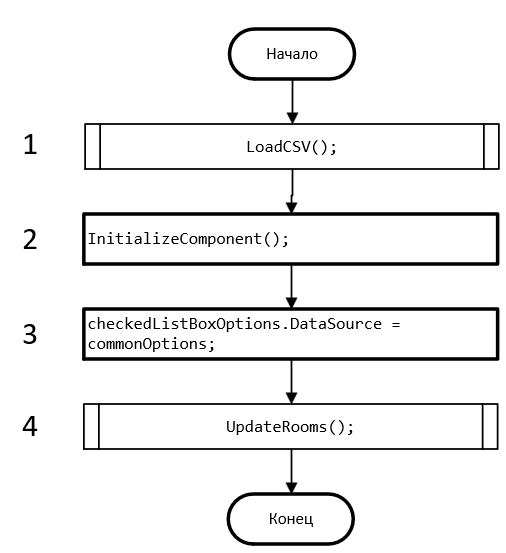 Начало
1
LoadCSV();
2
InitializeComponent();
3
checkedListBoxOptions.DataSource =
commonOptions;
4
UpdateRooms();
Конец